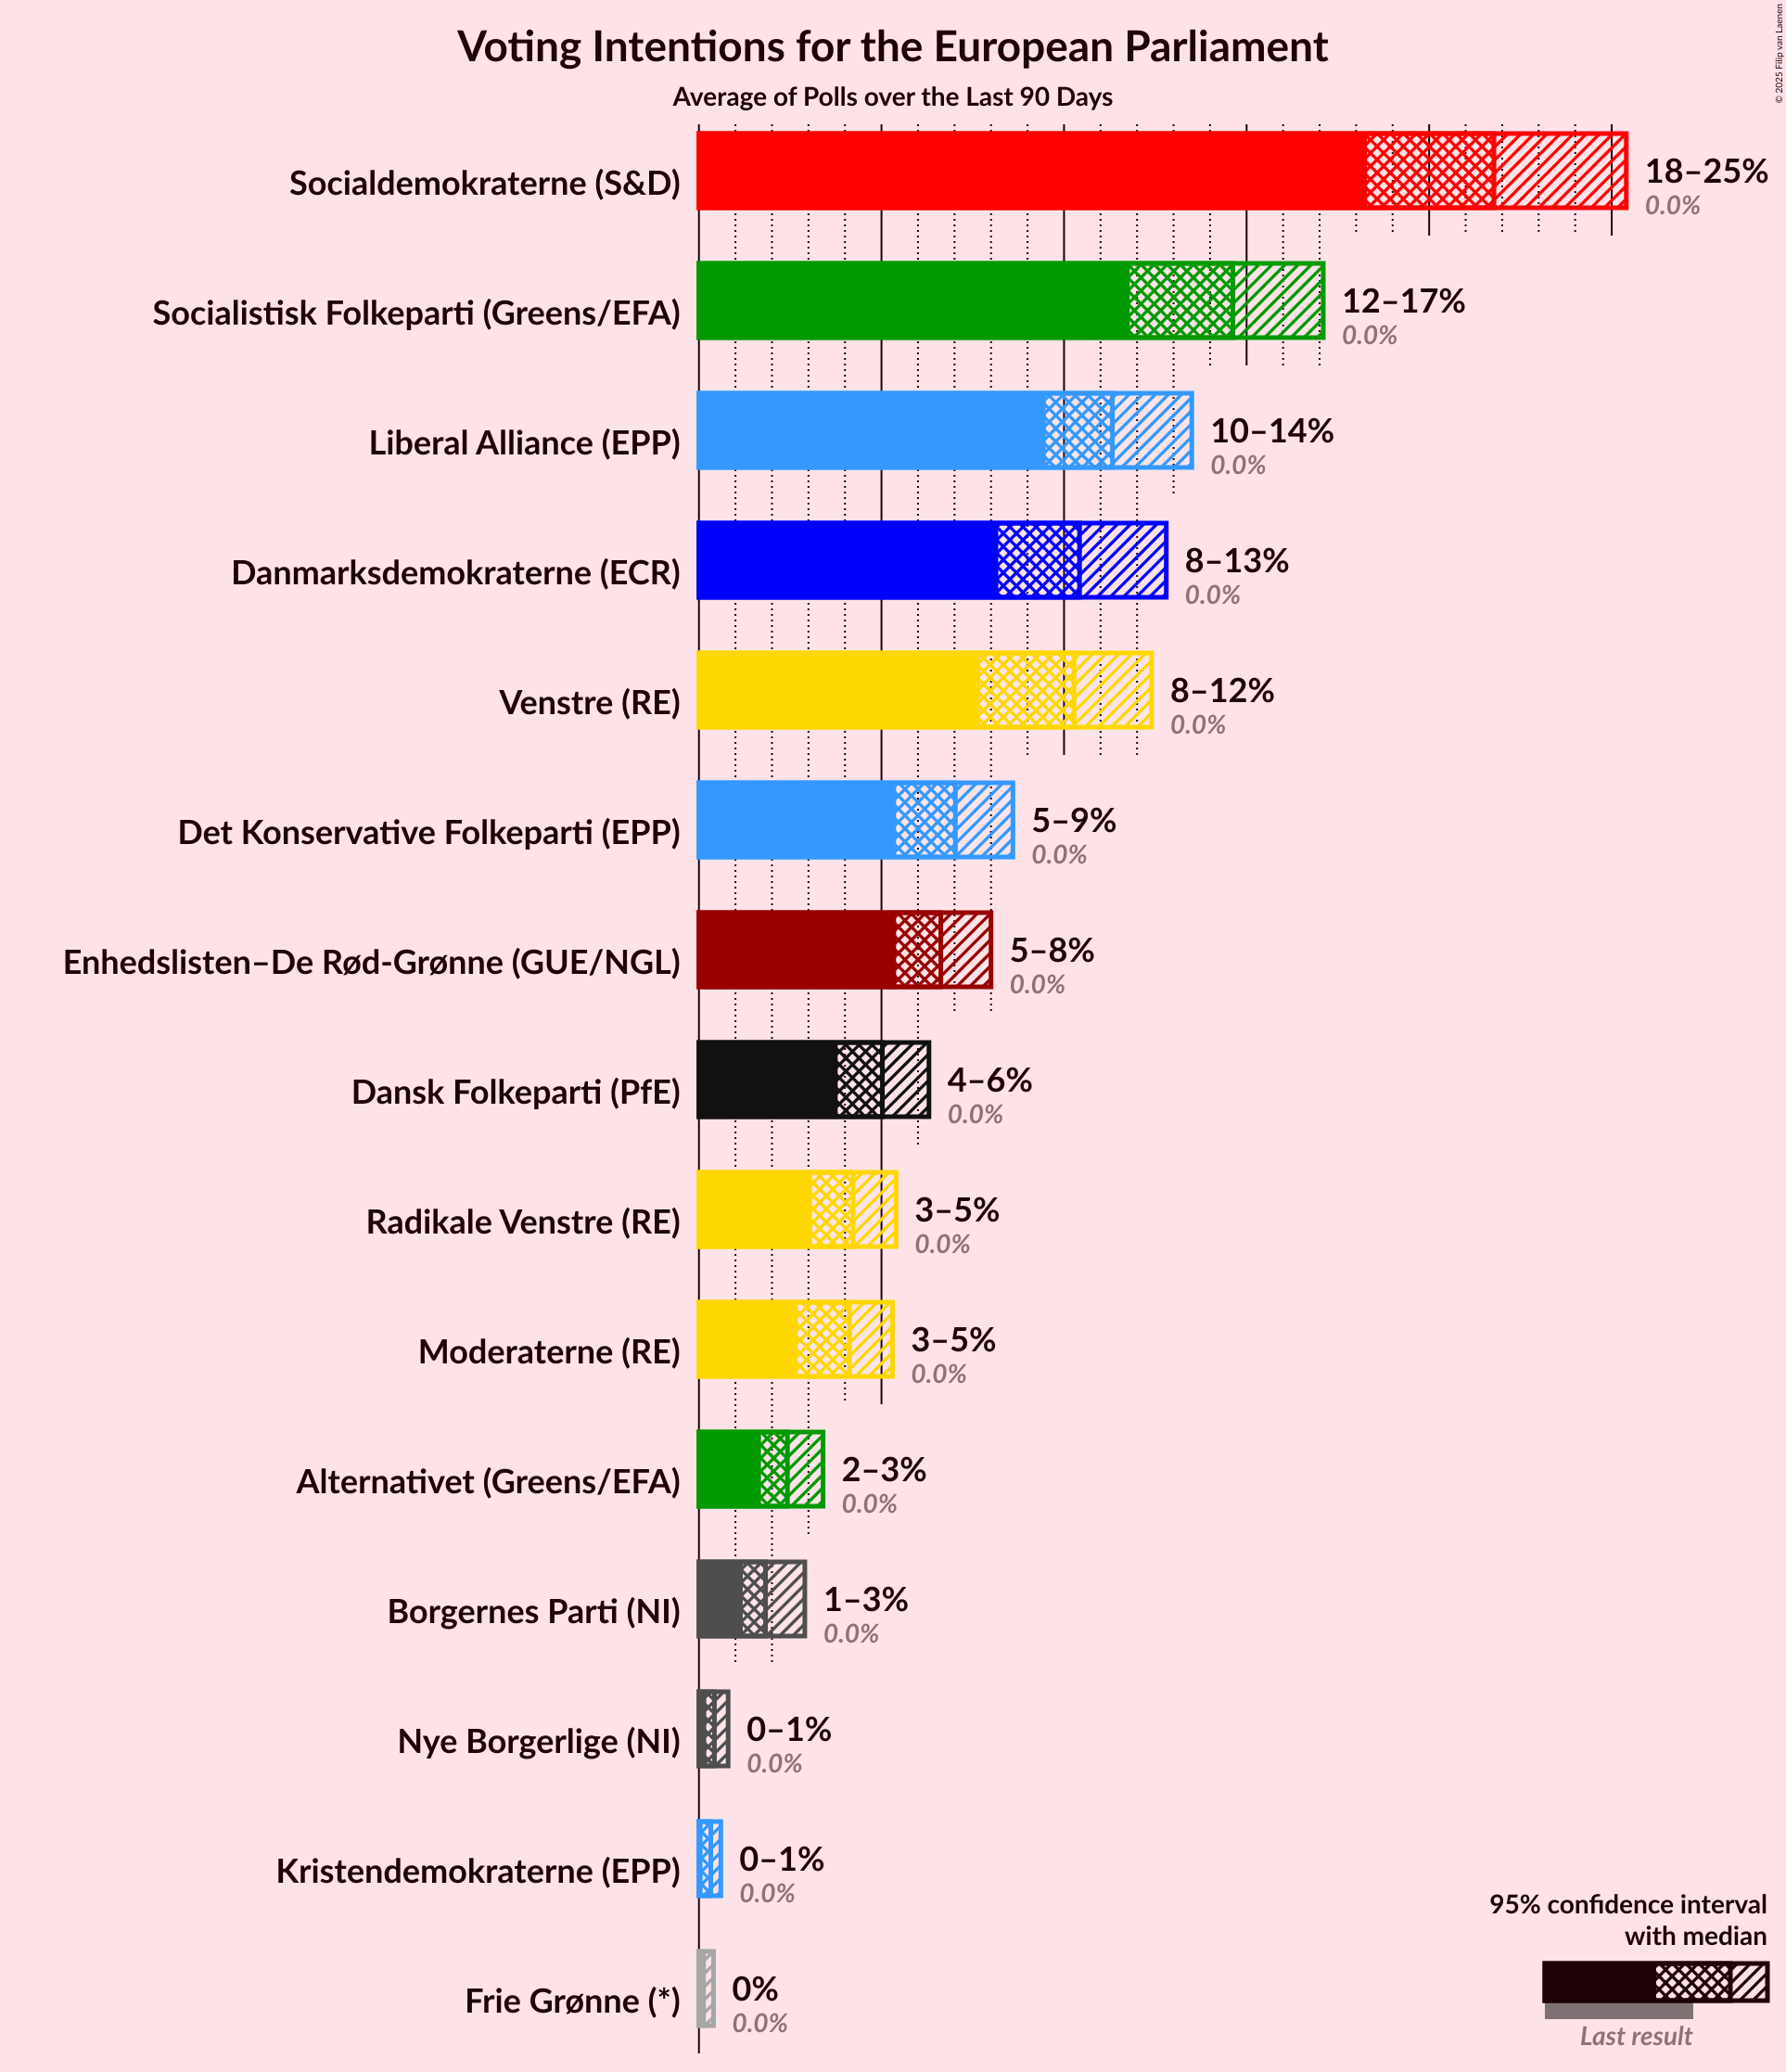 Voting Intentions for the European Parliament
Average of Polls over the Last 90 Days
© 2025 Filip van Laenen
Socialdemokraterne (S&D)
18–25%
0.0%
Socialistisk Folkeparti (Greens/EFA)
12–17%
0.0%
Liberal Alliance (EPP)
10–14%
0.0%
Danmarksdemokraterne (ECR)
8–13%
0.0%
Venstre (RE)
8–12%
0.0%
Det Konservative Folkeparti (EPP)
5–9%
0.0%
Enhedslisten–De Rød-Grønne (GUE/NGL)
5–8%
0.0%
Dansk Folkeparti (PfE)
4–6%
0.0%
Radikale Venstre (RE)
3–5%
0.0%
Moderaterne (RE)
3–5%
0.0%
Alternativet (Greens/EFA)
2–3%
0.0%
Borgernes Parti (NI)
1–3%
0.0%
Nye Borgerlige (NI)
0–1%
0.0%
Kristendemokraterne (EPP)
0–1%
0.0%
Frie Grønne (*)
0%
0.0%
95% confidence interval
with median
Last result